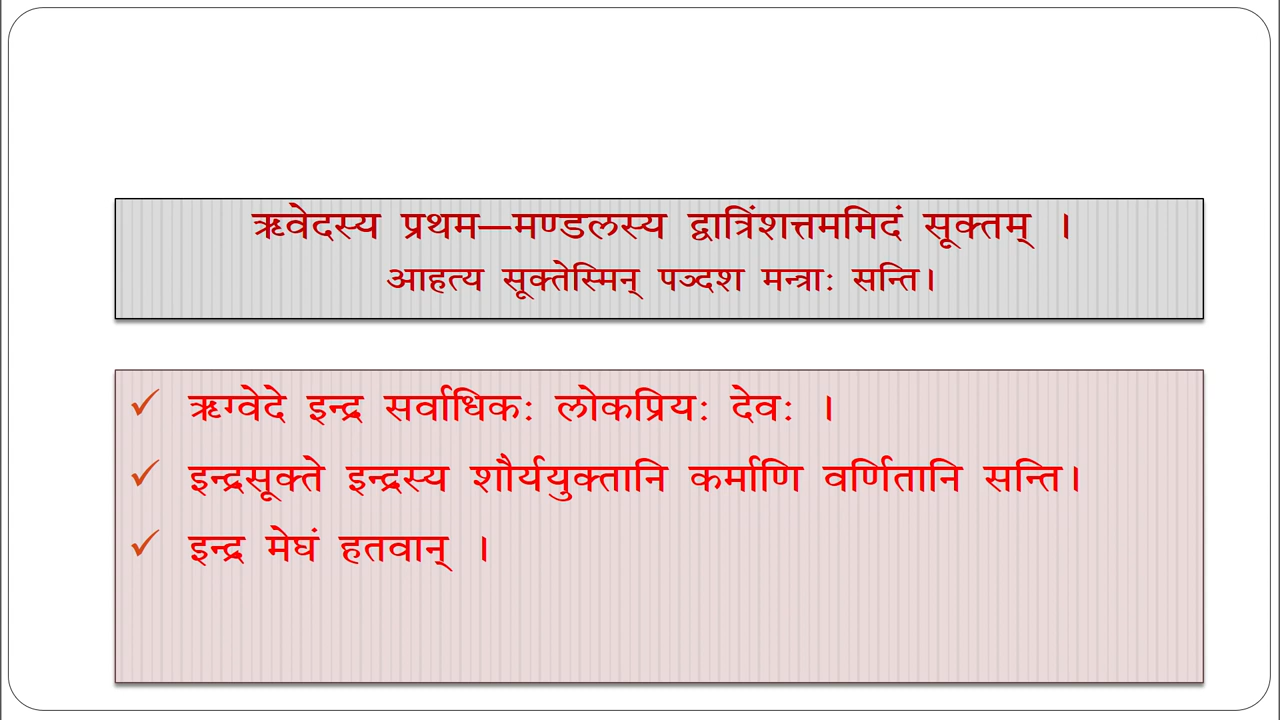 ऋवेदस्य प्रथम—मण्डलस्य द्वात्रिंशत्तममिदं सूक्तम् ।
आहत्य सूक्तेस्मिन् पञ्दश मन्त्राः सन्ति।
ऋग्वेदे इन्द्र सर्वाधिकः लोकप्रियः देवः ।
इन्द्रसूक्ते इन्द्रस्य शौर्ययुक्तानि कर्माणि वर्णितानि सन्ति।
इन्द्र मेघं हतवान् ।